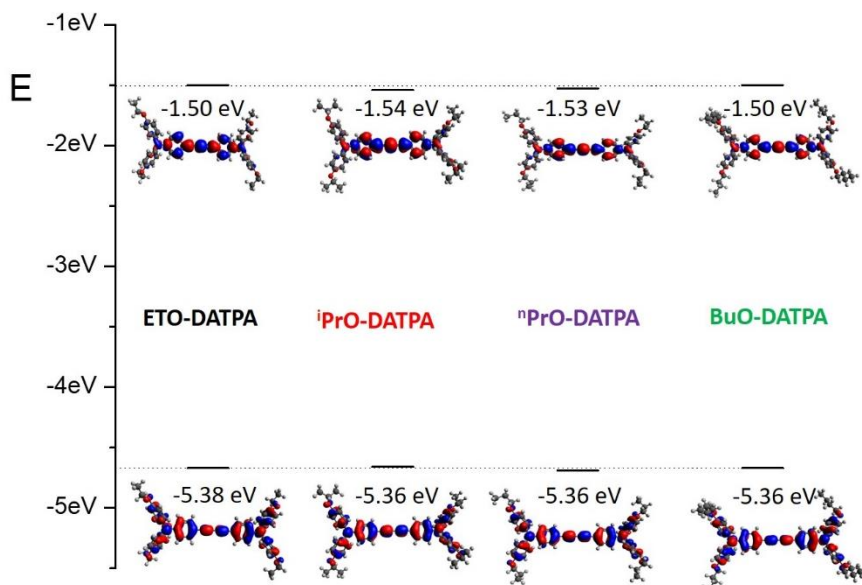 -1eV
E
-1.50 eV -1.54 eV -1.53 eV -1.50 eV
-2eV
-3eV
ETO-DATPA ⁱPrO-DATPA ⁿPrO-DATPA BuO-DATPA
-4eV
-5.38 eV -5.36 eV -5.36 eV -5.36 eV
-5eV